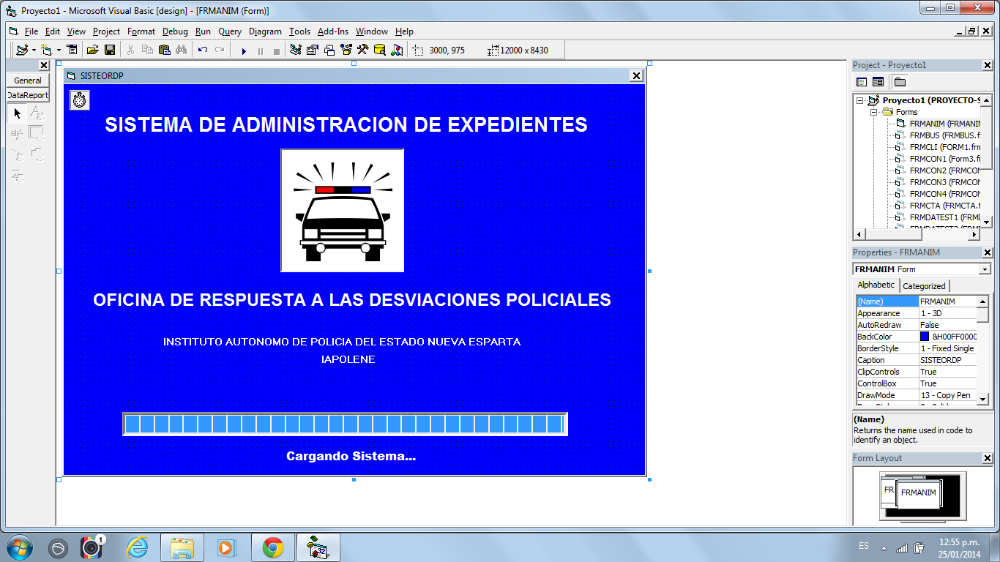 Proyecto1 - Microsoft Visual Basic [design] - [FRMANIM (Form)]
File Edit View Project Format Debug Run Query Diagram Tools Add-Ins Window Help
3000, 975 12000 x 8430
General
DataReport
SISTEORDP
SISTEMA DE ADMINISTRACION DE EXPEDIENTES
OFICINA DE RESPUESTA A LAS DESVIACIONES POLICIALES
INSTITUTO AUTONOMO DE POLICIA DEL ESTADO NUEVA ESPARTA
IAPOLENE
Cargando Sistema...
Project - Proyecto1
Proyecto1 (PROYECTO-S
Forms
FRMANIM (FRMANIM
FRMBUS (FRMBUS.f
FRMCLI (FORM1.frm
FRMCON1 (Form3.fi
FRMCON2 (FRMCON
FRMCON3 (FRMCON
FRMCON4 (FRMCON
FRMCTA (FRMCTA.f
FRMDATEST1 (FRMD
Properties - FRMANIM
FRMANIM Form
Alphabetic Categorized
(Name) FRMANIM
Appearance 1 - 3D
AutoRedraw False
BackColor &H00FF0000
BorderStyle 1 - Fixed Single
Caption SISTEORDP
ClipControls True
ControlBox True
DrawMode 13 - Copy Pen
(Name)
Returns the name used in code to
identify an object.
Form Layout
FR
FRMANIM
1
32
ES
12:55 p.m.
25/01/2014